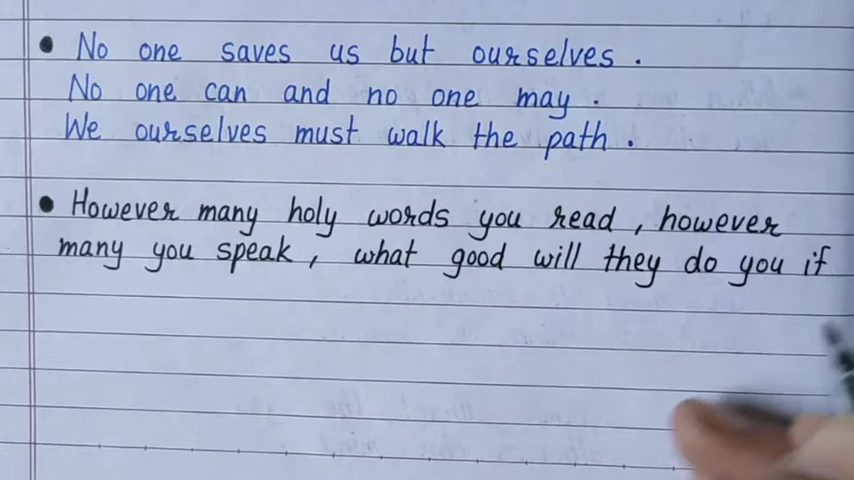 • No one saves us but ourselves.
No one can and no one may.
We ourselves must walk the path.
• However many holy words you read, however
many you speak, what good will they do you if